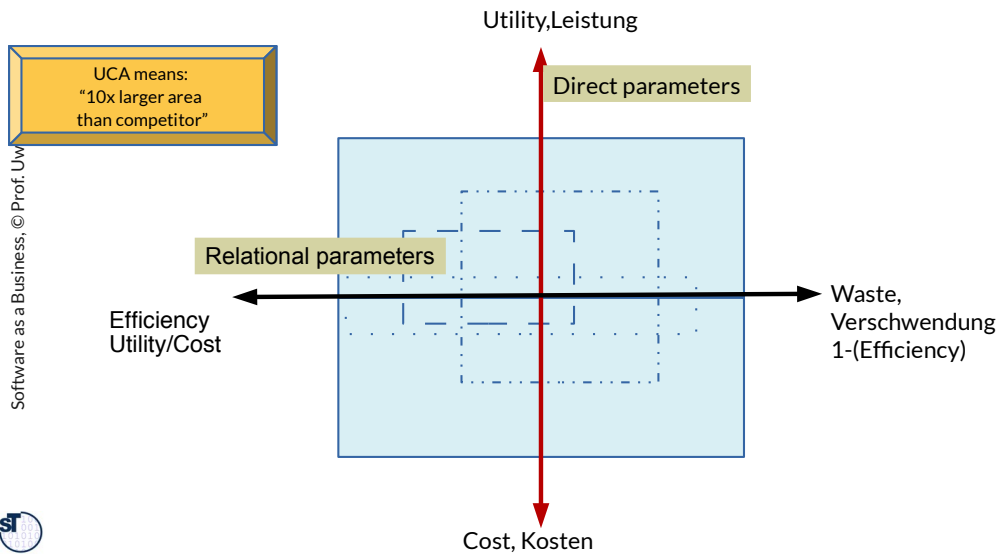 Utility,Leistung
UCA means:
“10x larger area
than competitor”
Direct parameters
Software as a Business, © Prof. Uw
Relational parameters
Efficiency
Utility/Cost
Waste,
Verschwendung
1-(Efficiency)
ST
Cost, Kosten